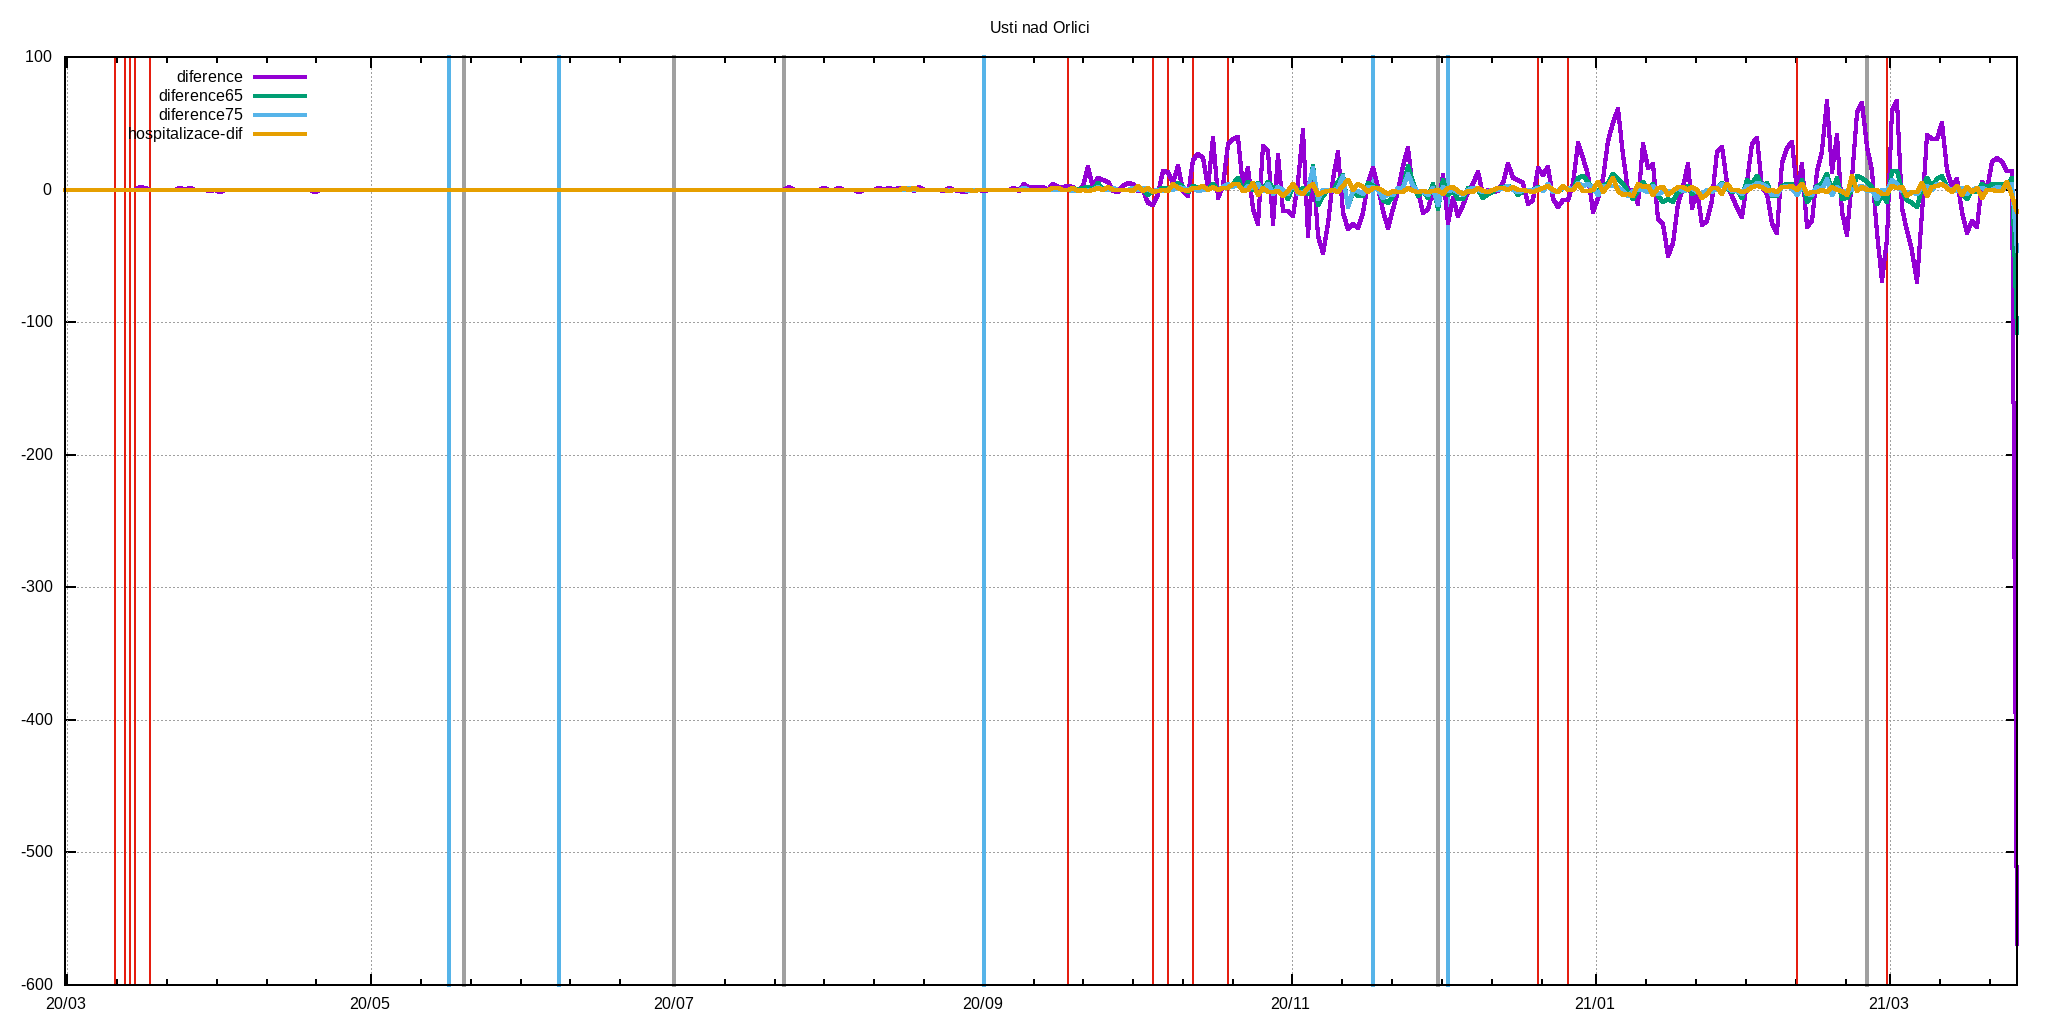 Usti nad Orlici
100
diference
diference65
diference75
hospitalizace-dif
0
-100
-200
-300
-400
-500
-600
20/03 20/05 20/07 20/09 20/11 21/01 21/03